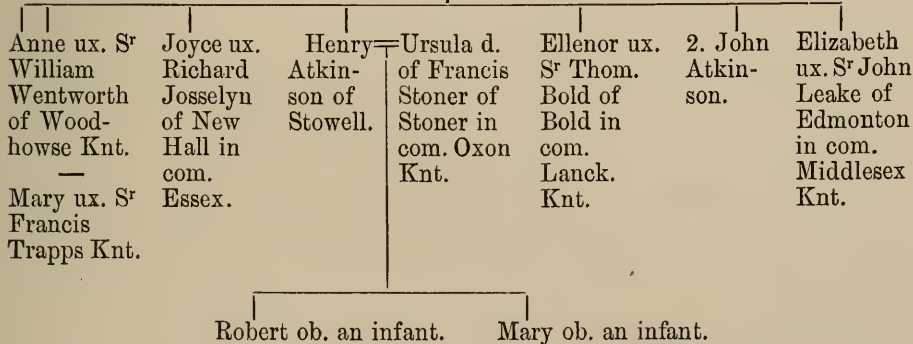 Anne ux. Sr
William
Wentworth
of Wood-
howse Knt.
—
Mary ux. Sr
Francis
Trapps Knt.
Joyce ux.
Richard
Josselyn
of New
Hall in
com.
Essex.
Henry
Atkin-
son of
Stowell.
Ursula d.
of Francis
Stoner of
Stoner in
com. Oxon
Knt.
Ellenor ux.
Sr Thom.
Bold of
Bold in
com.
Lanck.
Knt.
2. John
Atkin-
son.
Elizabeth
ux. Sr John
Leake of
Edmonton
in com.
Middlesex
Knt.
Robert ob. an infant.
Mary ob. an infant.